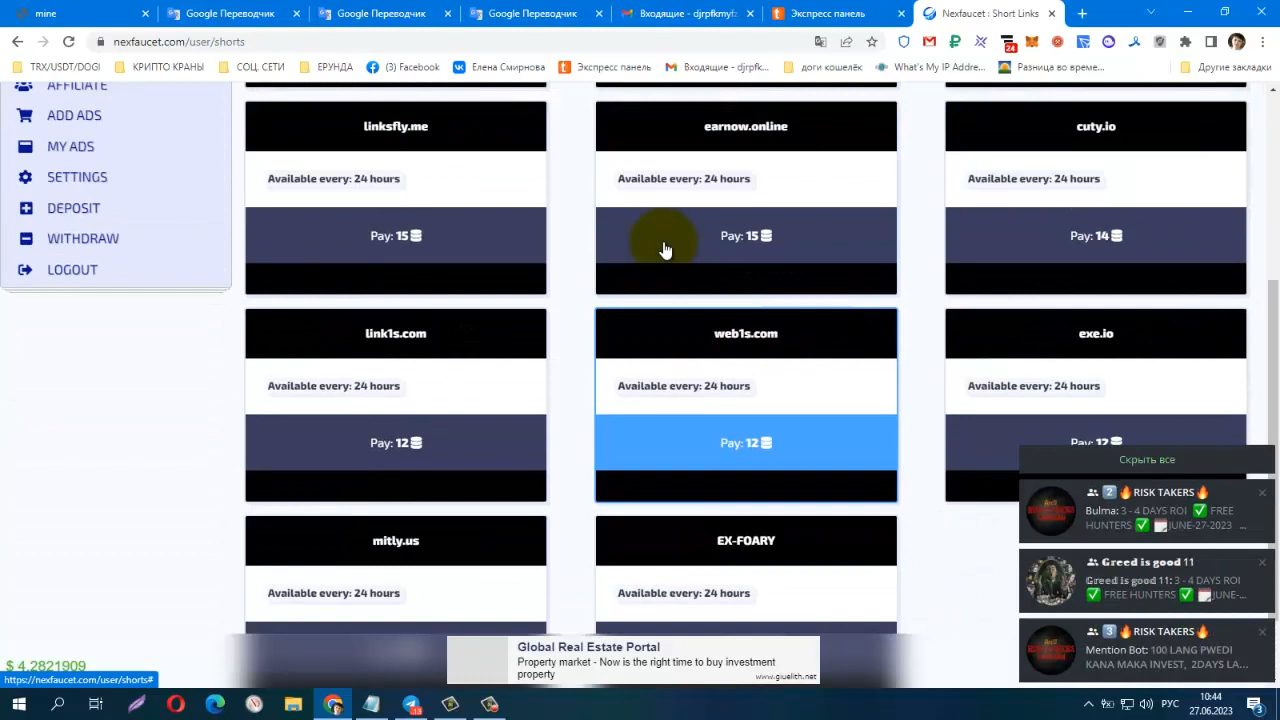 mine
Google Переводчик
Google Переводчик
Google Переводчик
Входящие - djrpfkmyfz
Экспресс панель
Nexfaucet : Short Links
nexfaucet.com/user/shorts
24
TRX/USDT/DOGI
КРИПТО КРАНЫ
СОЦ. СЕТИ
ЕРУНДА
(3) Facebook
Елена Смирнова
Экспресс панель
Входящие - djrpfk...
доги кошелёк
What's My IP Addre...
Разница во време...
Другие закладки
AFFILIATE
ADD ADS
MY ADS
SETTINGS
DEPOSIT
WITHDRAW
LOGOUT
linksfly.me
earnow.online
cuty.io
Available every: 24 hours
Available every: 24 hours
Available every: 24 hours
Pay: 15
Pay: 15
Pay: 14
link1s.com
web1s.com
exe.io
Available every: 24 hours
Available every: 24 hours
Available every: 24 hours
Pay: 12
Pay: 12
Pay: 12
mitly.us
EX-FOARY
Available every: 24 hours
Available every: 24 hours
Скрыть все
2 🔥RISK TAKERS🔥
Bulma: 3 - 4 DAYS ROI ✅ FREE
HUNTERS ✅ JUNE-27-2023 ...
Greed is good 11
Greed is good 11: 3 - 4 DAYS ROI
✅ FREE HUNTERS ✅ JUNE-...
3 🔥RISK TAKERS🔥
Mention Bot: 100 LANG PWEDI
KANA MAKA INVEST, 2DAYS LA...
Global Real Estate Portal
Property market - Now is the right time to buy investment
property
www.giuelith.net
$ 4.2821909
https://nexfaucet.com/user/shorts#
13
РУС
10:44
27.06.2023
3